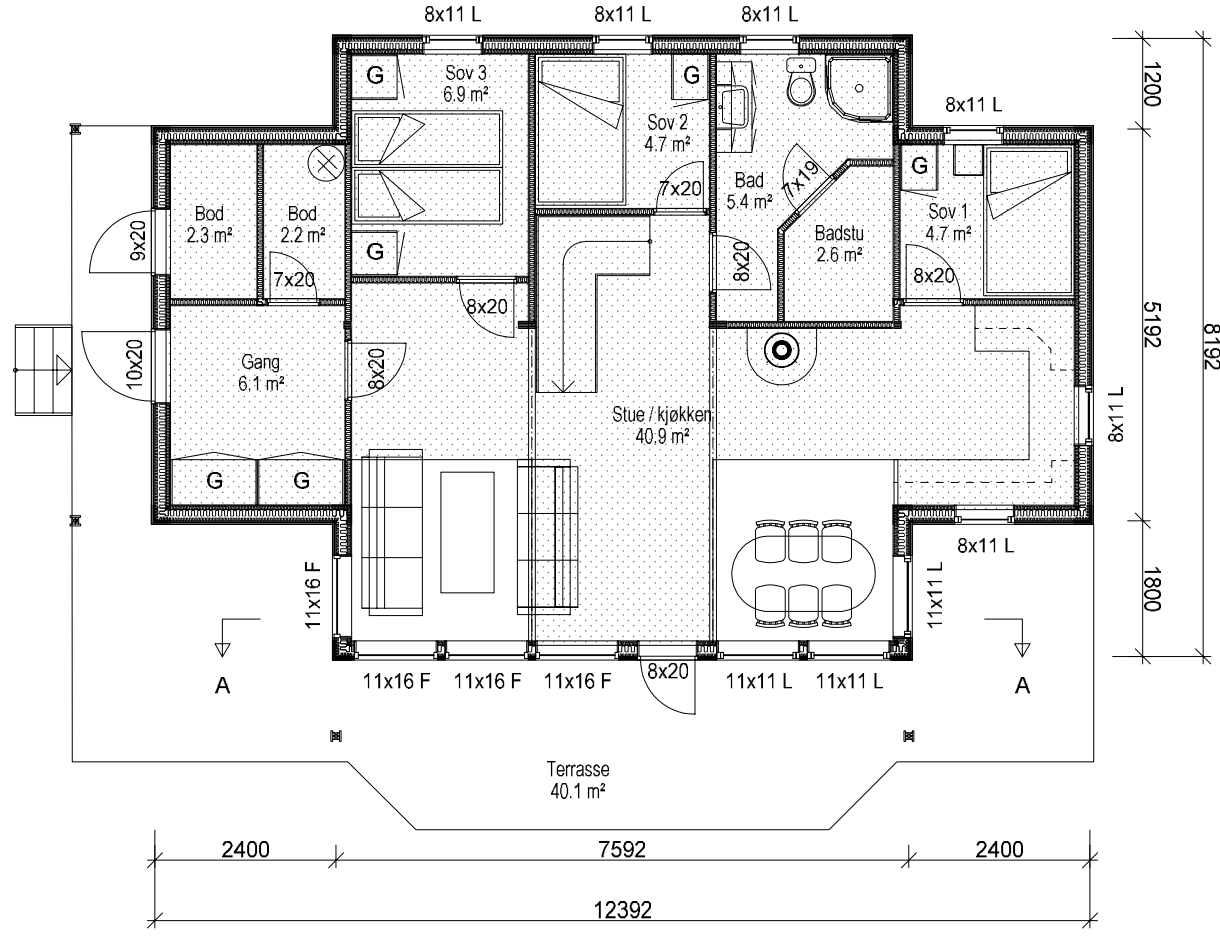 8x11 L
8x11 L
8x11 L
G
Sov 3
6.9 m²
G
Sov 2
4.7 m²
7x20
8x11 L
1200
Bad
5.4 m²
7x19
G
Sov 1
4.7 m²
8x20
Bod
2.3 m²
Bod
2.2 m²
9x20
7x20
G
8x20
8x20
Badstu
2.6 m²
5192
8192
10x20
Gang
6.1 m²
8x20
Stue / kjøkken
40.9 m²
8x11 L
G
G
8x11 L
11x16 F
11x11 L
1800
A
A
11x16 F
11x16 F
11x16 F
8x20
11x11 L
11x11 L
Terrasse
40.1 m²
2400
7592
2400
12392